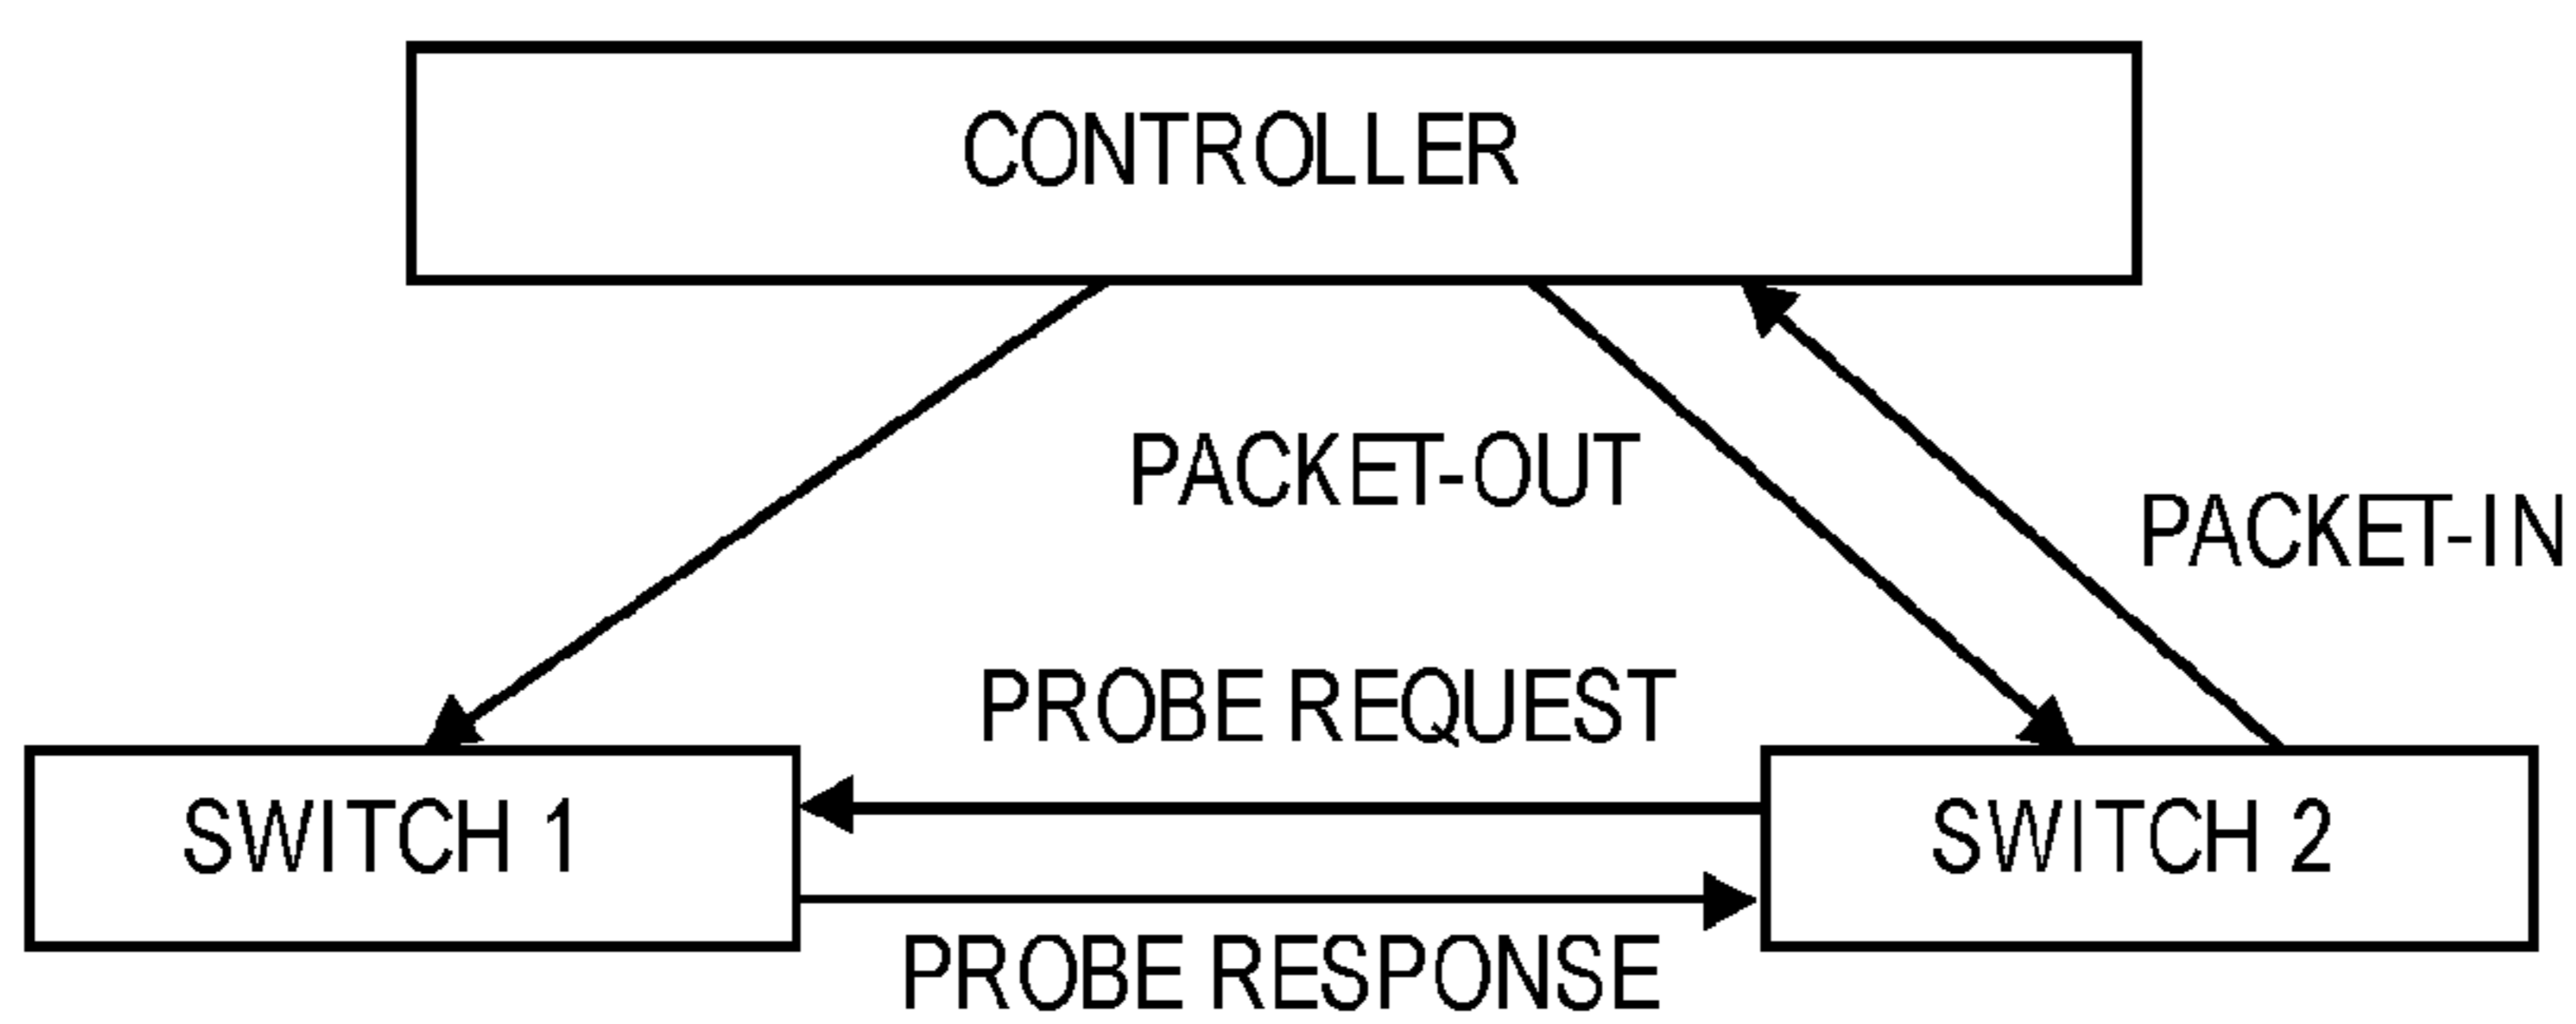 CONTROLLER
PACKET-OUT
PACKET-IN
PROBE REQUEST
SWITCH 1
SWITCH 2
PROBE RESPONSE